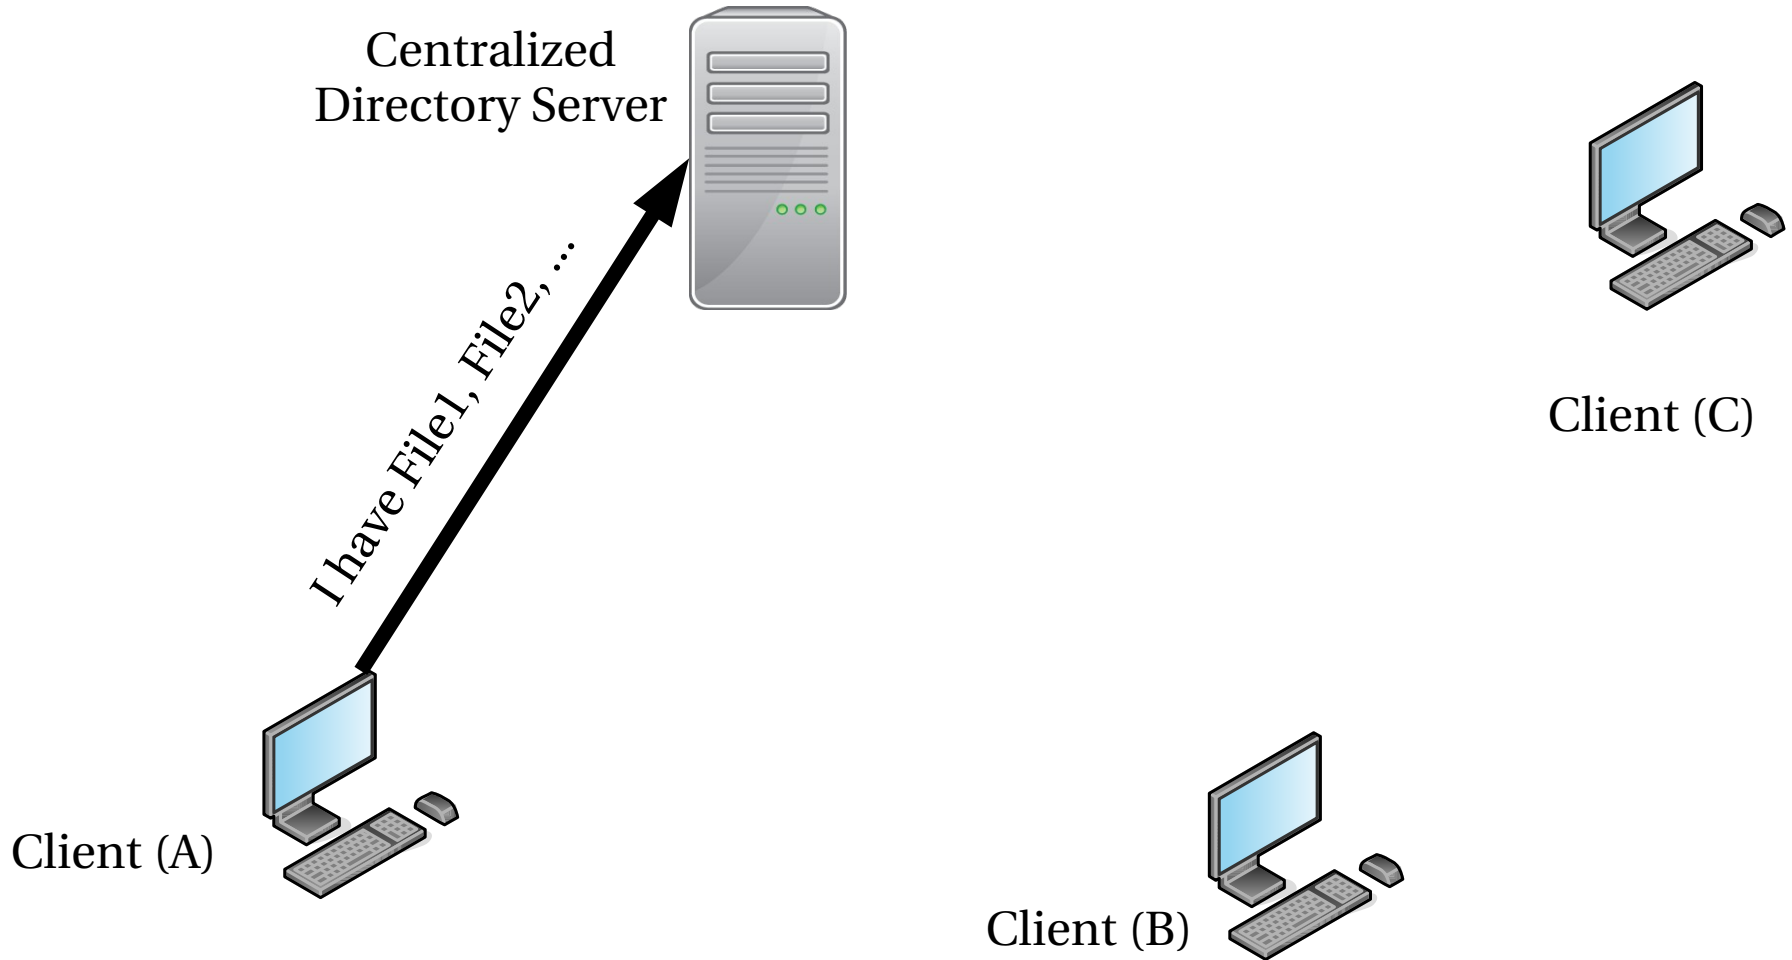 Centralized
Directory Server
I have File1, File2, ...
Client (C)
Client (A)
Client (B)